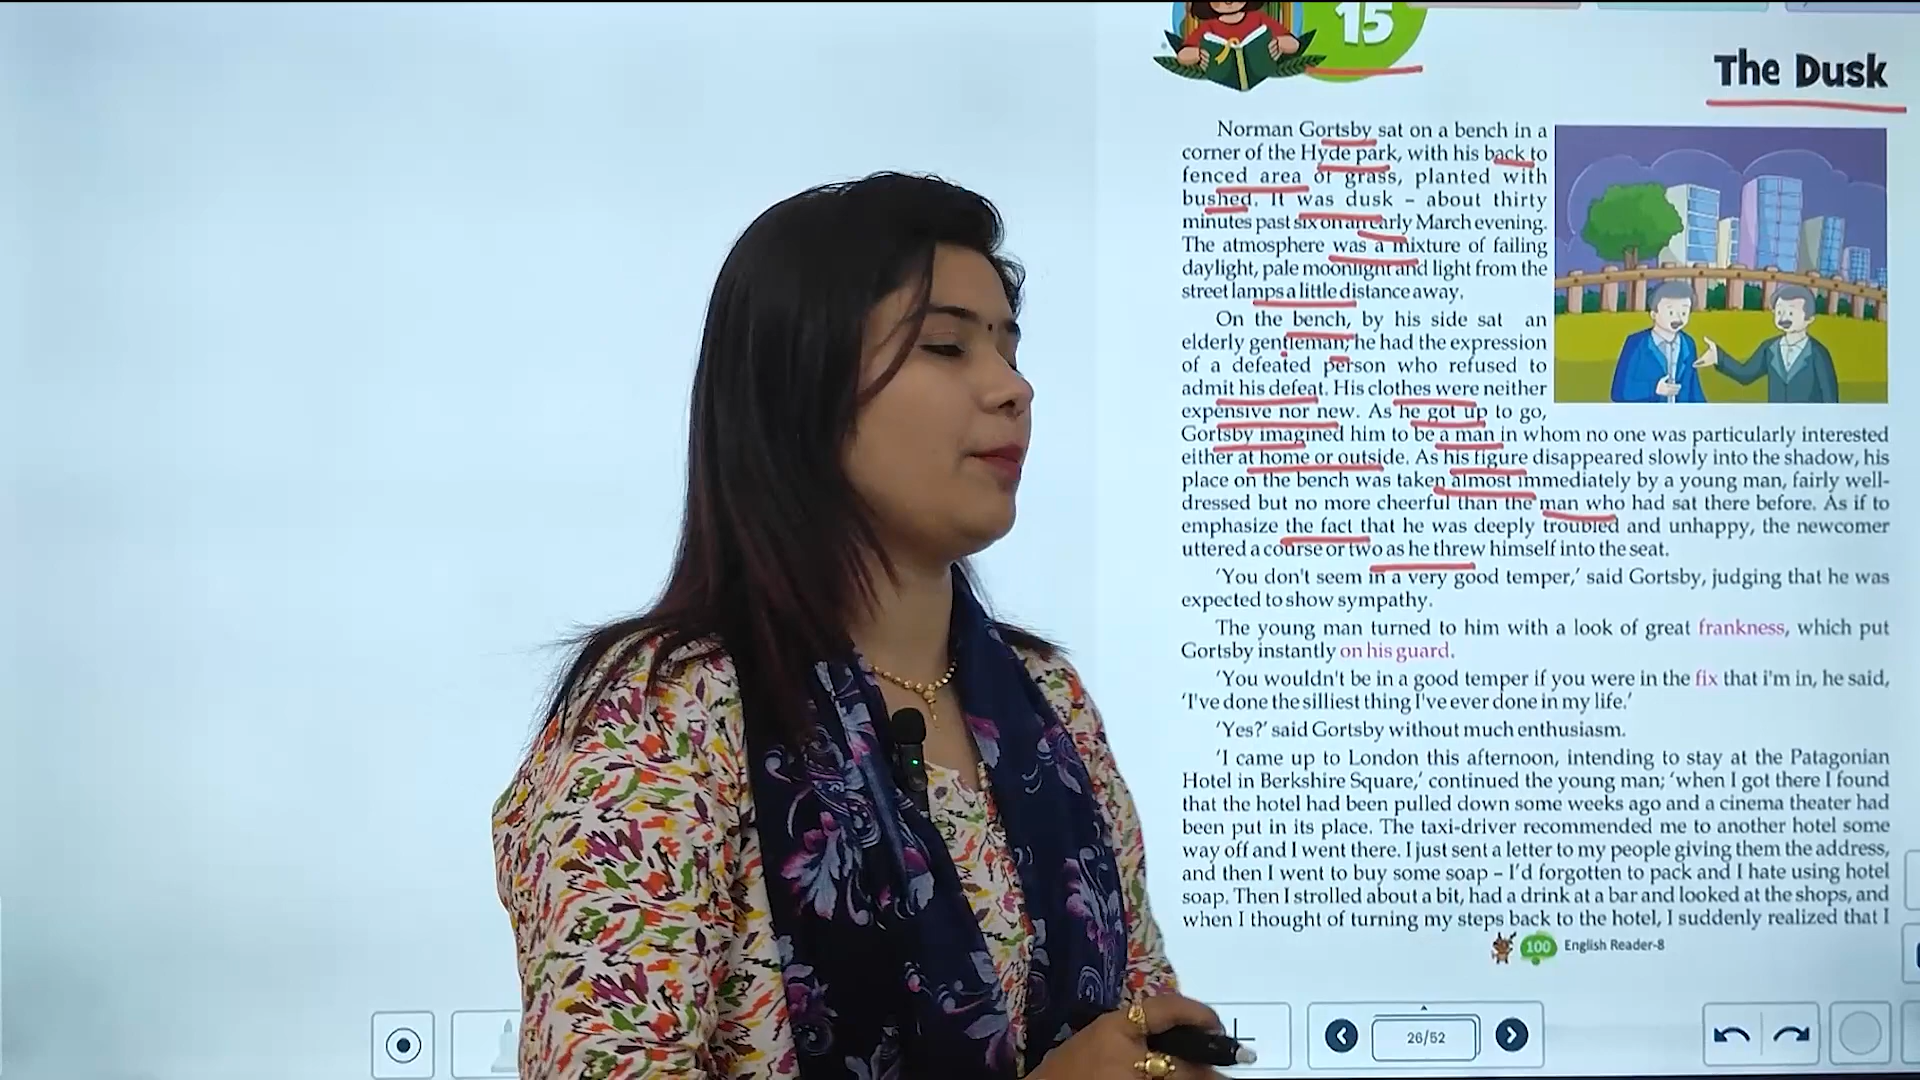 15
The Dusk
Norman Gortsby sat on a bench in a
corner of the Hyde park, with his back to
fenced area of grass, planted with
bushed. It was dusk – about thirty
minutes past six on an early March evening.
The atmosphere was a mixture of failing
daylight, pale moonlight and light from the
street lamps a little distance away.
On the bench, by his side sat an
elderly gentleman; he had the expression
of a defeated person who refused to
admit his defeat. His clothes were neither
expensive nor new. As he got up to go,
Gortsby imagined him to be a man in whom no one was particularly interested
either at home or outside. As his figure disappeared slowly into the shadow, his
place on the bench was taken almost immediately by a young man, fairly well-
dressed but no more cheerful than the man who had sat there before. As if to
emphasize the fact that he was deeply troubled and unhappy, the newcomer
uttered a course or two as he threw himself into the seat.
'You don't seem in a very good temper,' said Gortsby, judging that he was
expected to show sympathy.
The young man turned to him with a look of great frankness, which put
Gortsby instantly on his guard.
'You wouldn't be in a good temper if you were in the fix that i'm in, he said,
'I've done the silliest thing I've ever done in my life.'
'Yes?' said Gortsby without much enthusiasm.
'I came up to London this afternoon, intending to stay at the Patagonian
Hotel in Berkshire Square,' continued the young man; 'when I got there I found
that the hotel had been pulled down some weeks ago and a cinema theater had
been put in its place. The taxi-driver recommended me to another hotel some
way off and I went there. I just sent a letter to my people giving them the address,
and then I went to buy some soap – I'd forgotten to pack and I hate using hotel
soap. Then I strolled about a bit, had a drink at a bar and looked at the shops, and
when I thought of turning my steps back to the hotel, I suddenly realized that I
100 English Reader-8
26/52